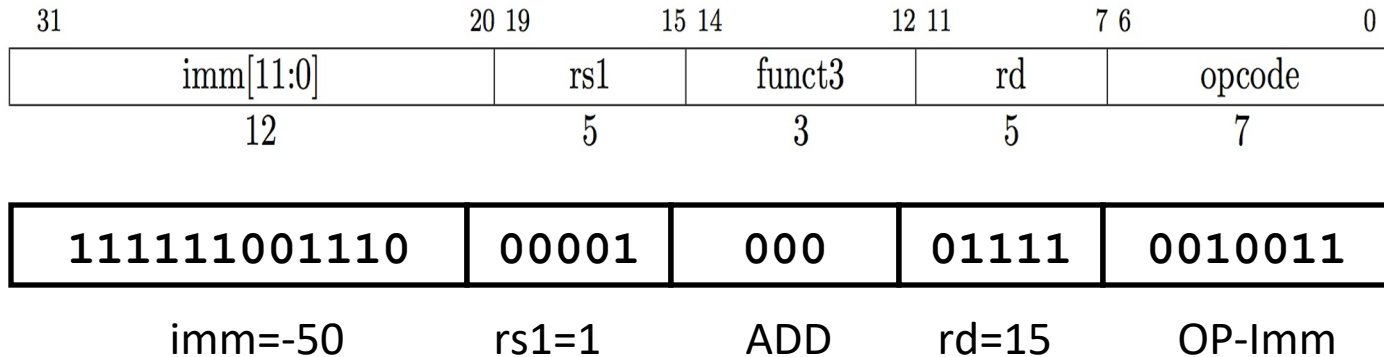 31 20 19 15 14 12 11 7 6 0
imm[11:0] rs1 funct3 rd opcode
12 5 3 5 7
111111001110 00001 000 01111 0010011
imm=-50 rs1=1 ADD rd=15 OP-Imm